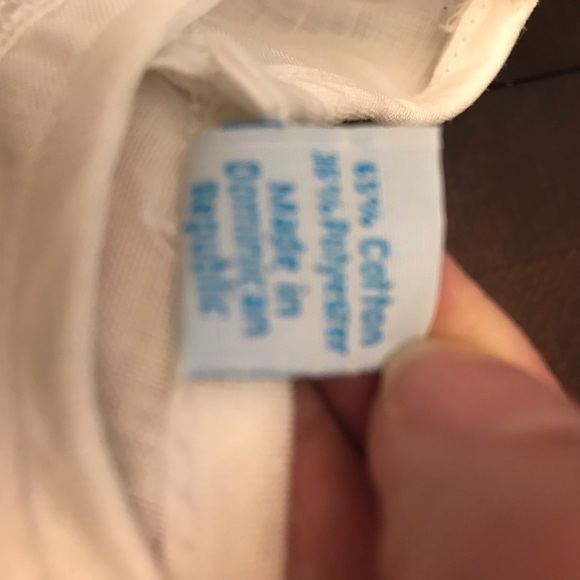 65% Cotton
35% Polyester
Made in
Dominican
Republic